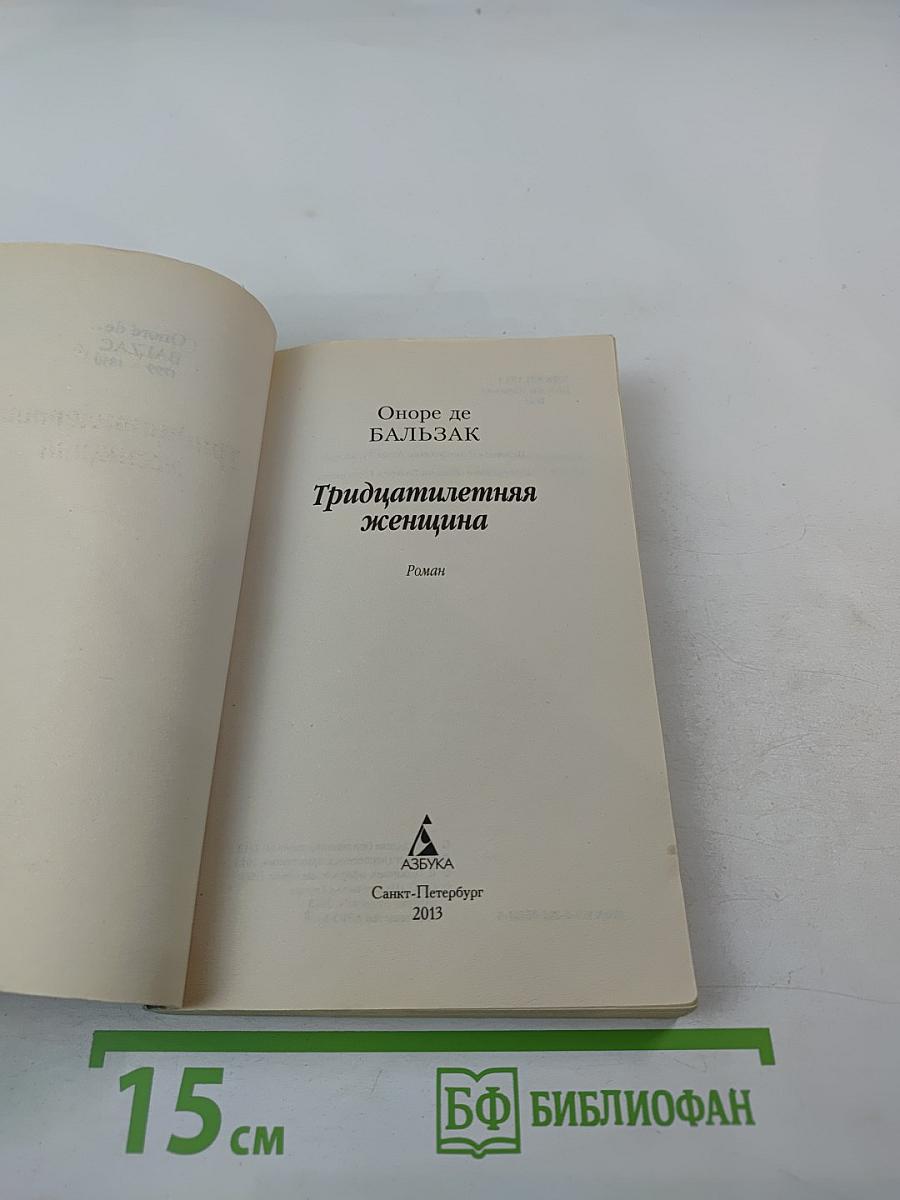 Оноре де
БАЛЬЗАК
Тридцатилетняя
женщина
Роман
АЗБУКА
Санкт-Петербург
2013
15 см
БФ БИБЛИОФАН